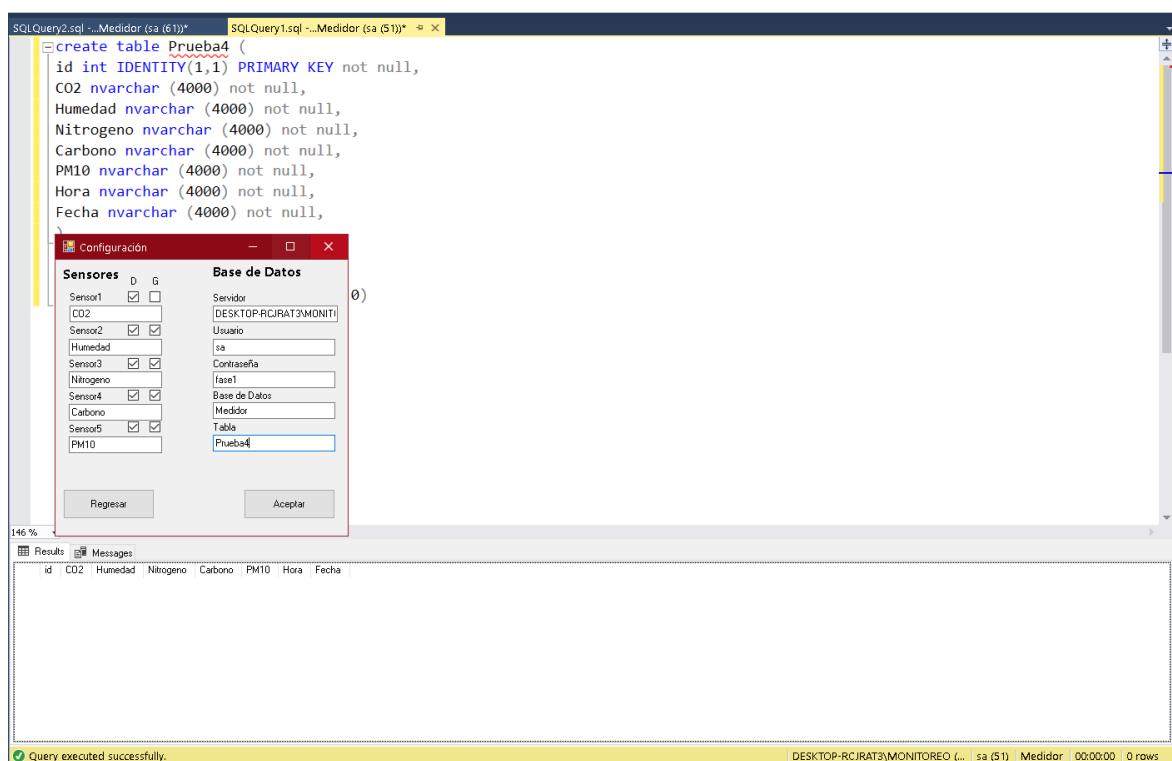 SQLQuery2.sql -...Medidor (sa (61))* SQLQuery1.sql -...Medidor (sa (51))*
create table Prueba4 (
id int IDENTITY(1,1) PRIMARY KEY not null,
CO2 nvarchar (4000) not null,
Humedad nvarchar (4000) not null,
Nitrogeno nvarchar (4000) not null,
Carbono nvarchar (4000) not null,
PM10 nvarchar (4000) not null,
Hora nvarchar (4000) not null,
Fecha nvarchar (4000) not null,
)
0)
Configuración
Sensores
D G
Sensor1
CO2
Sensor2
Humedad
Sensor3
Nitrogeno
Sensor4
Carbono
Sensor5
PM10
Base de Datos
Servidor
DESKTOP-RCJRAT3\MONIT
Usuario
sa
Contraseña
fase1
Base de Datos
Medidor
Tabla
Prueba4
Regresar
Aceptar
146 %
Results Messages
id CO2 Humedad Nitrogeno Carbono PM10 Hora Fecha
Query executed successfully. DESKTOP-RCJRAT3\MONITOREO (... sa (51) Medidor 00:00:00 0 rows